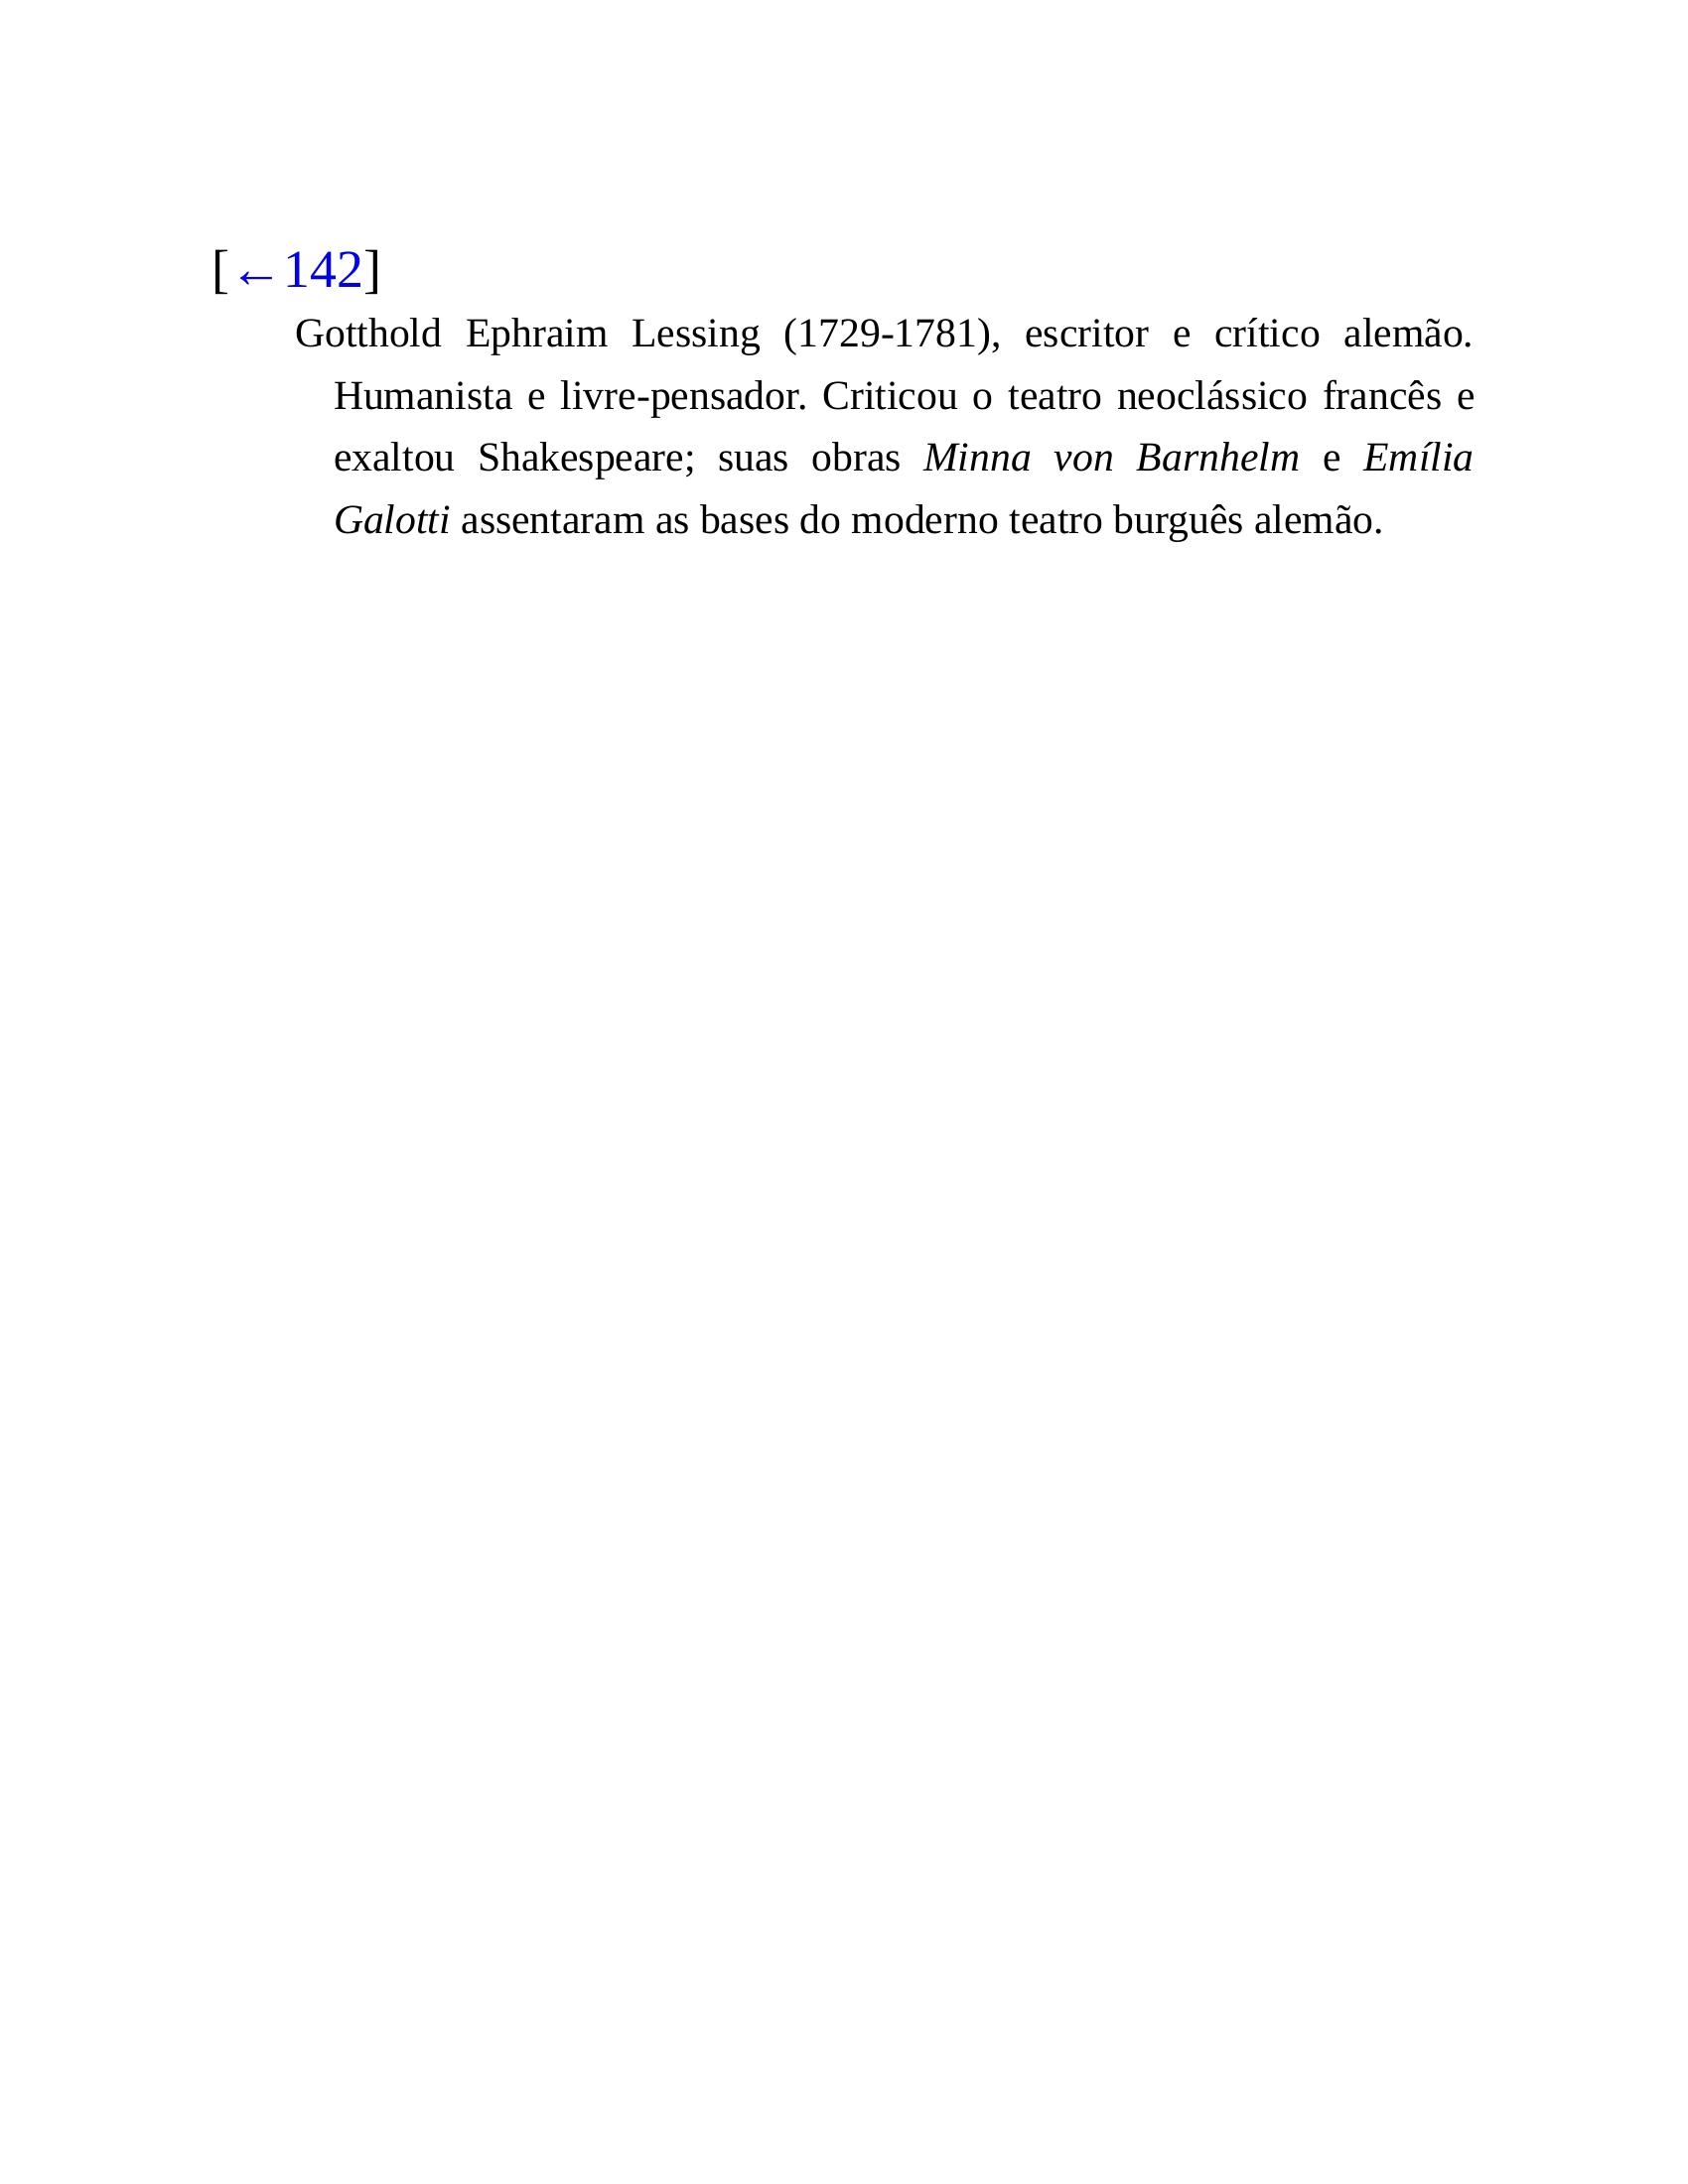 [←142]
Gotthold Ephraim Lessing (1729-1781), escritor e crítico alemão.
Humanista e livre-pensador. Criticou o teatro neoclássico francês e
exaltou Shakespeare; suas obras Minna von Barnhelm e Emília
Galotti assentaram as bases do moderno teatro burguês alemão.